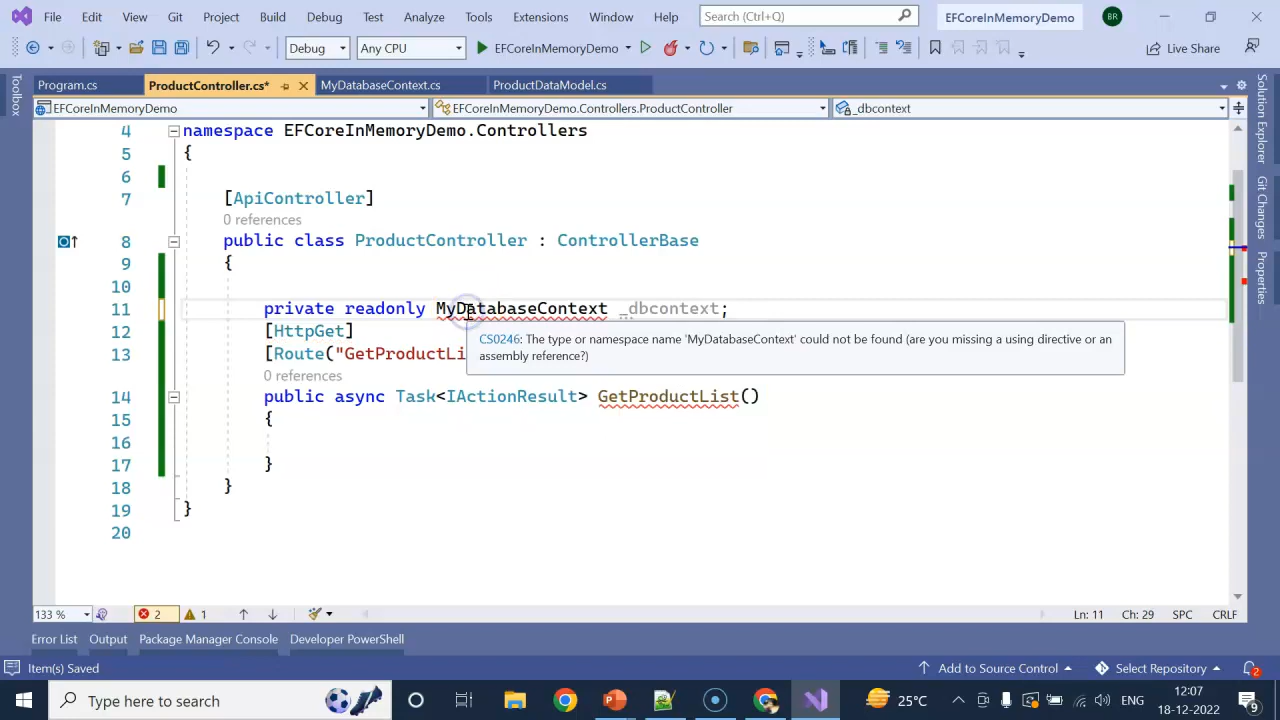 File Edit View Git Project Build Debug Test Analyze Tools Extensions Window Help Search (Ctrl+Q) EFCoreInMemoryDemo BR
Debug Any CPU EFCoreInMemoryDemo Live Share
Program.cs ProductController.cs* MyDatabaseContext.cs ProductDataModel.cs
EFCoreInMemoryDemo EFCoreInMemoryDemo.Controllers.ProductController _dbcontext
Toolbox
Solution Explorer
Git Changes
Properties
4 namespace EFCoreInMemoryDemo.Controllers
5 {
6
7 [ApiController]
0 references
8 public class ProductController : ControllerBase
9 {
10
11 private readonly MyDatabaseContext _dbcontext;
12 [HttpGet]
13 [Route("GetProductLi
CS0246: The type or namespace name 'MyDatabaseContext' could not be found (are you missing a using directive or an
assembly reference?)
0 references
14 public async Task<IActionResult> GetProductList()
15 {
16
17 }
18 }
19 }
20
133 % 2 1 Ln: 11 Ch: 29 SPC CRLF
Error List Output Package Manager Console Developer PowerShell
Item(s) Saved Add to Source Control Select Repository 2
Type here to search 25°C ENG 12:07
18-12-2022 9